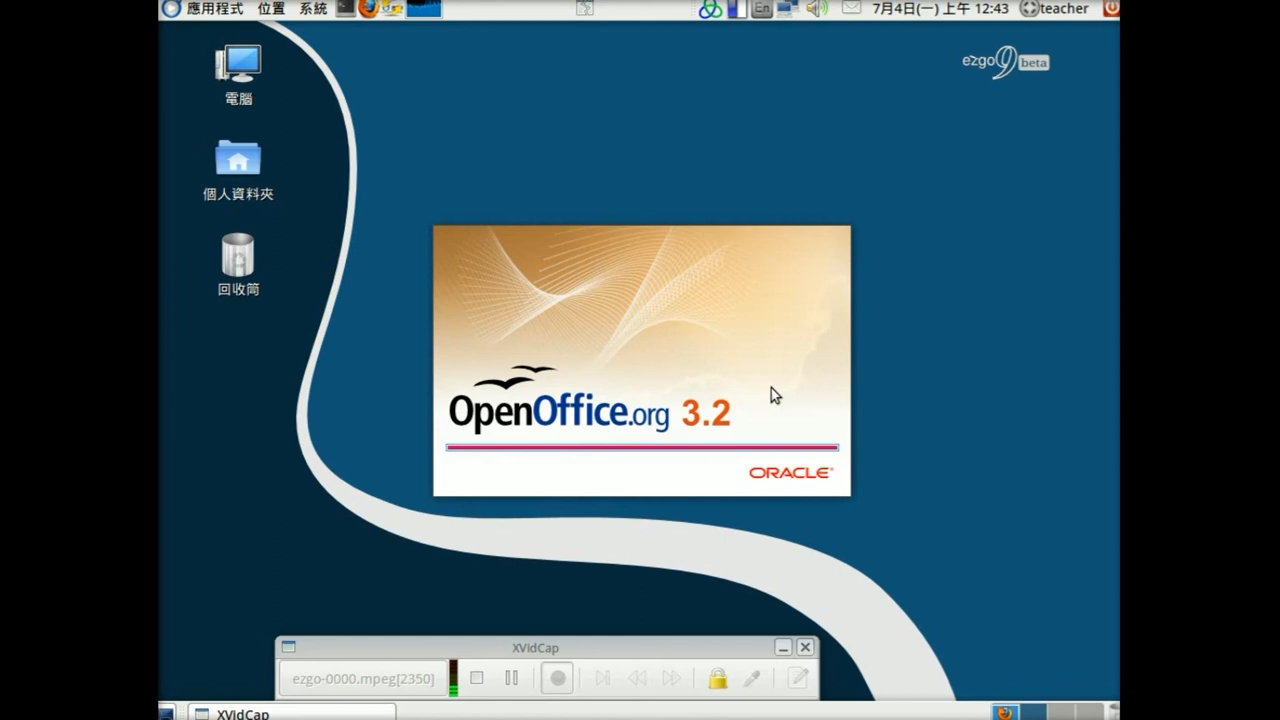 應用程式 位置 系統 En 7月4日(一) 上午 12:43 teacher
ezgo9 beta
電腦
個人資料夾
回收筒
OpenOffice.org 3.2
ORACLE
XVidCap
ezgo-0000.mpeg[2350]
XVidCap